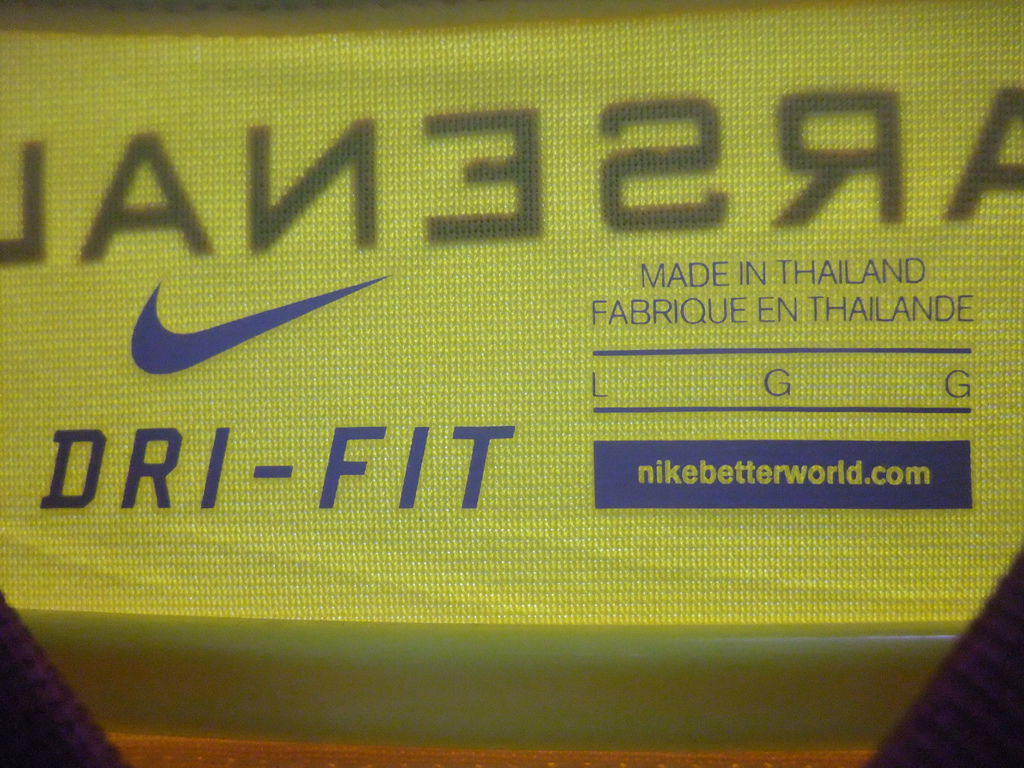 ARSENAL
MADE IN THAILAND
FABRIQUE EN THAILANDE
L G G
DRI-FIT
nikebetterworld.com